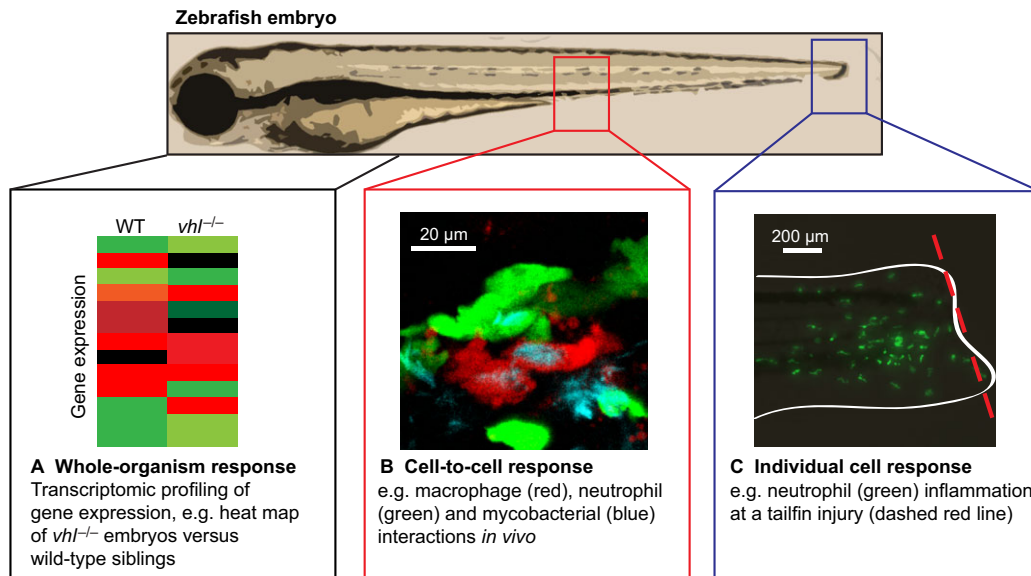 Zebrafish embryo
WT vhl–/–
Gene expression
A Whole-organism response
Transcriptomic profiling of
gene expression, e.g. heat map
of vhl–/– embryos versus
wild-type siblings
20 µm
B Cell-to-cell response
e.g. macrophage (red), neutrophil
(green) and mycobacterial (blue)
interactions in vivo
200 µm
C Individual cell response
e.g. neutrophil (green) inflammation
at a tailfin injury (dashed red line)